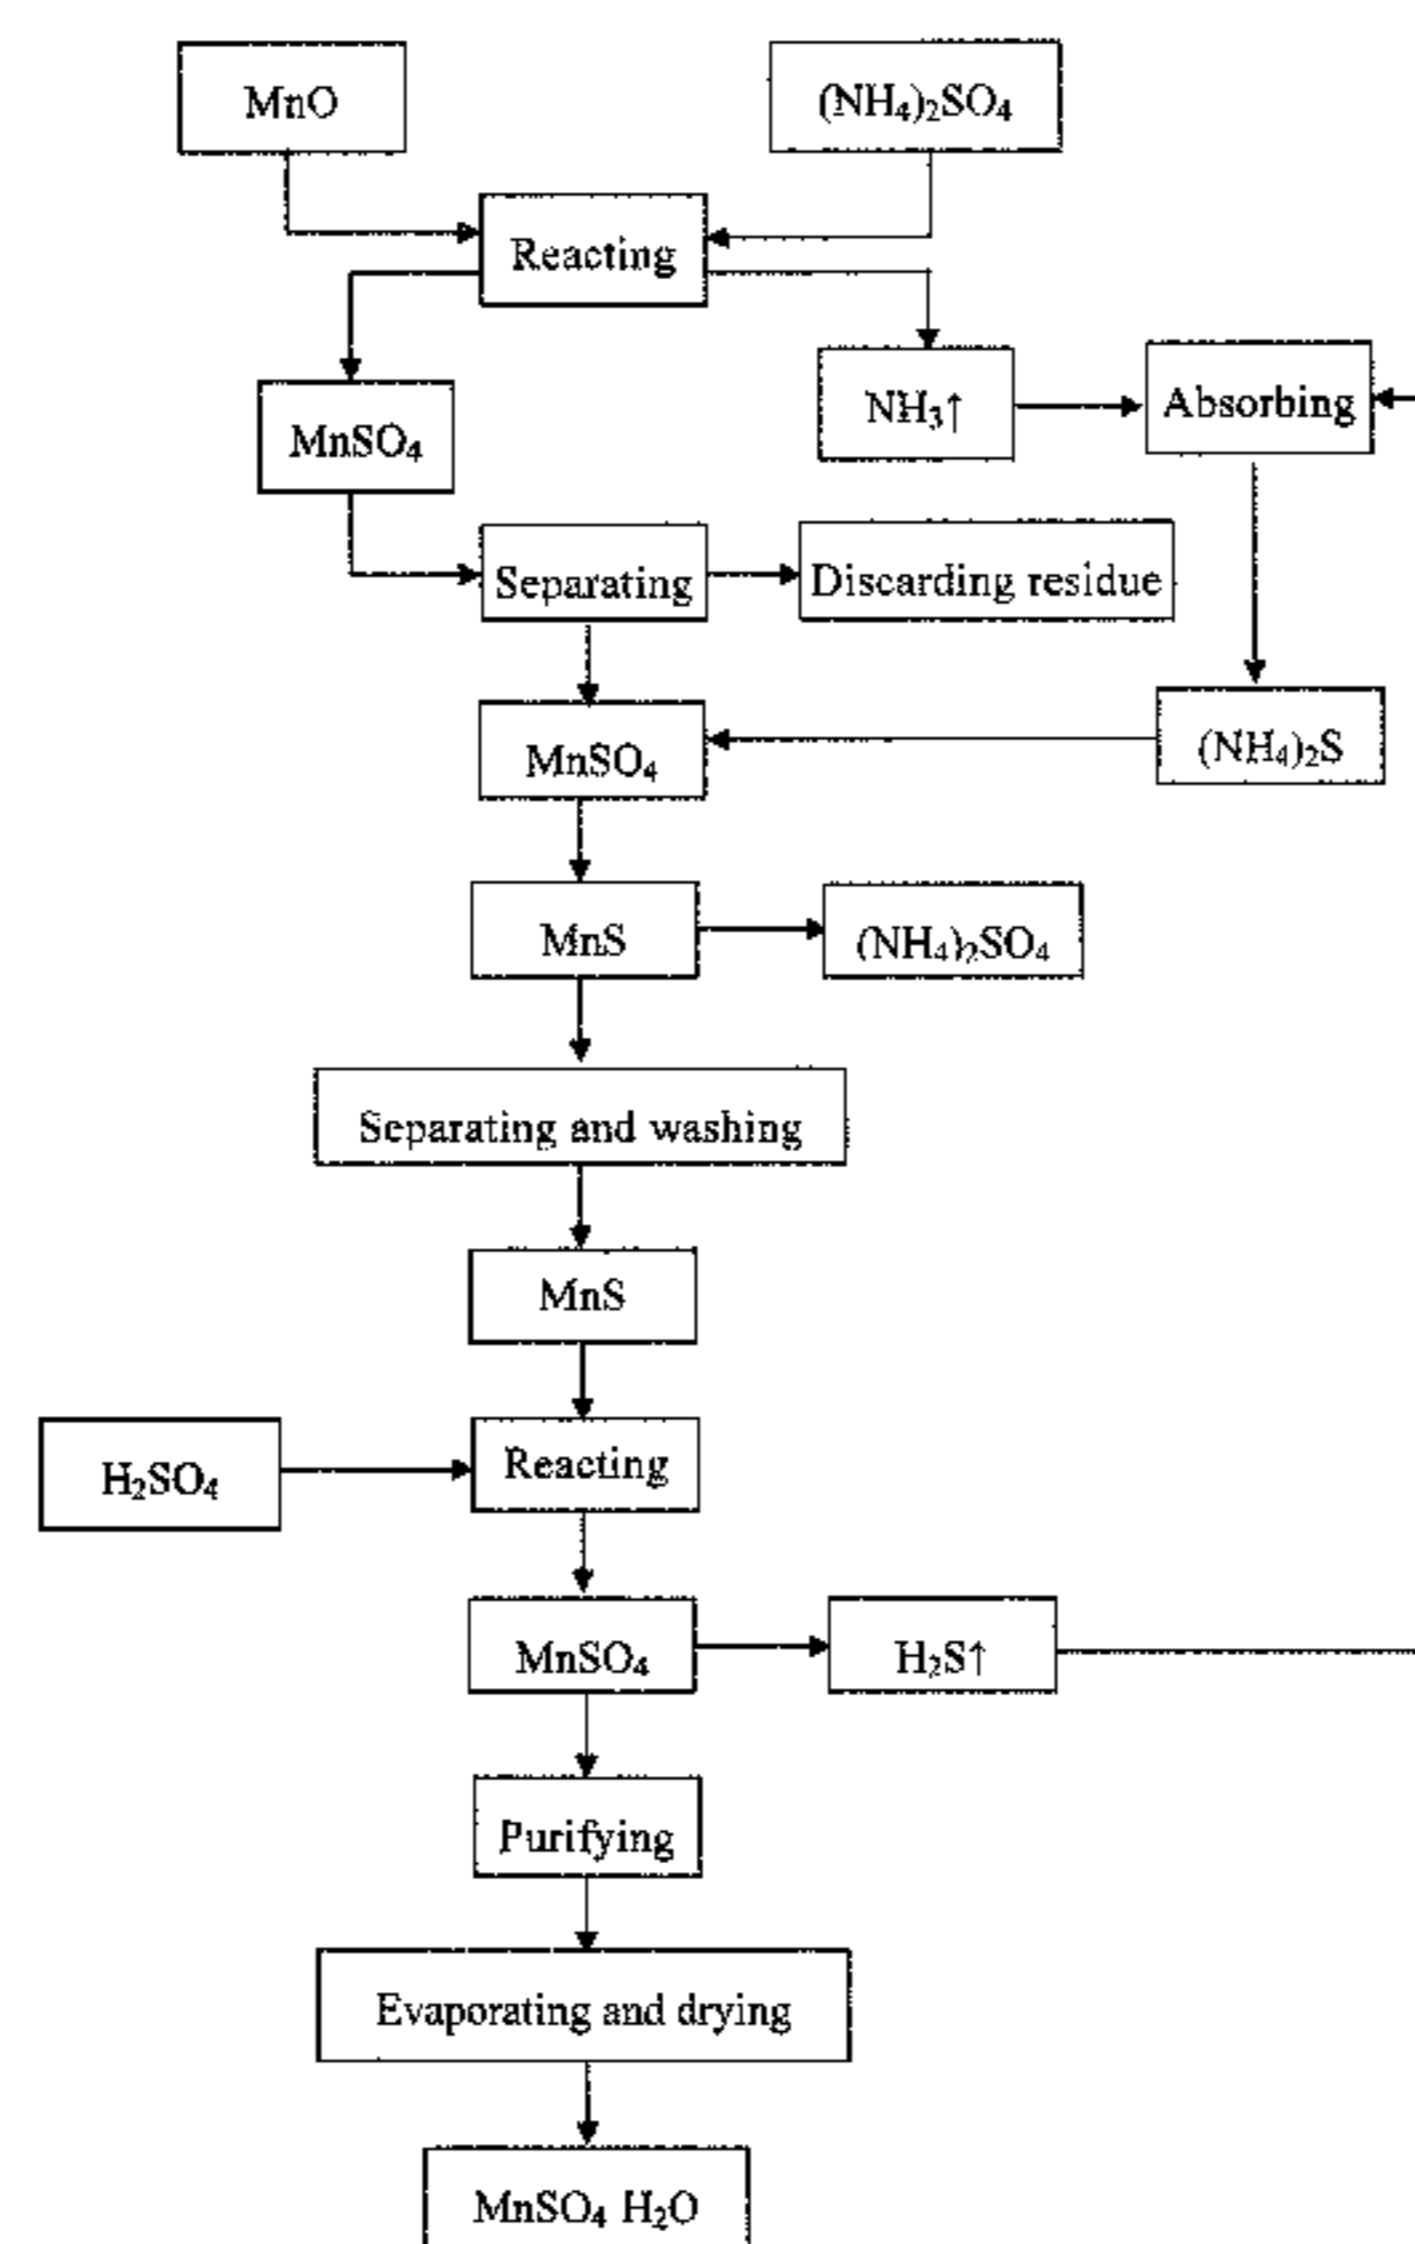 MnO
(NH₄)₂SO₄
Reacting
NH₃↑
Absorbing
MnSO₄
Separating
Discarding residue
MnSO₄
(NH₄)₂S
MnS
(NH₄)₂SO₄
Separating and washing
MnS
H₂SO₄
Reacting
MnSO₄
H₂S↑
Purifying
Evaporating and drying
MnSO₄ H₂O